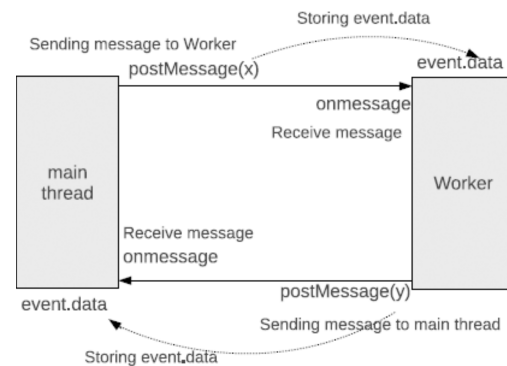 Storing event.data
Sending message to Worker
postMessage(x)
event.data
onmessage
Receive message
main
thread
Worker
Receive message
onmessage
postMessage(y)
event.data
Sending message to main thread
Storing event.data